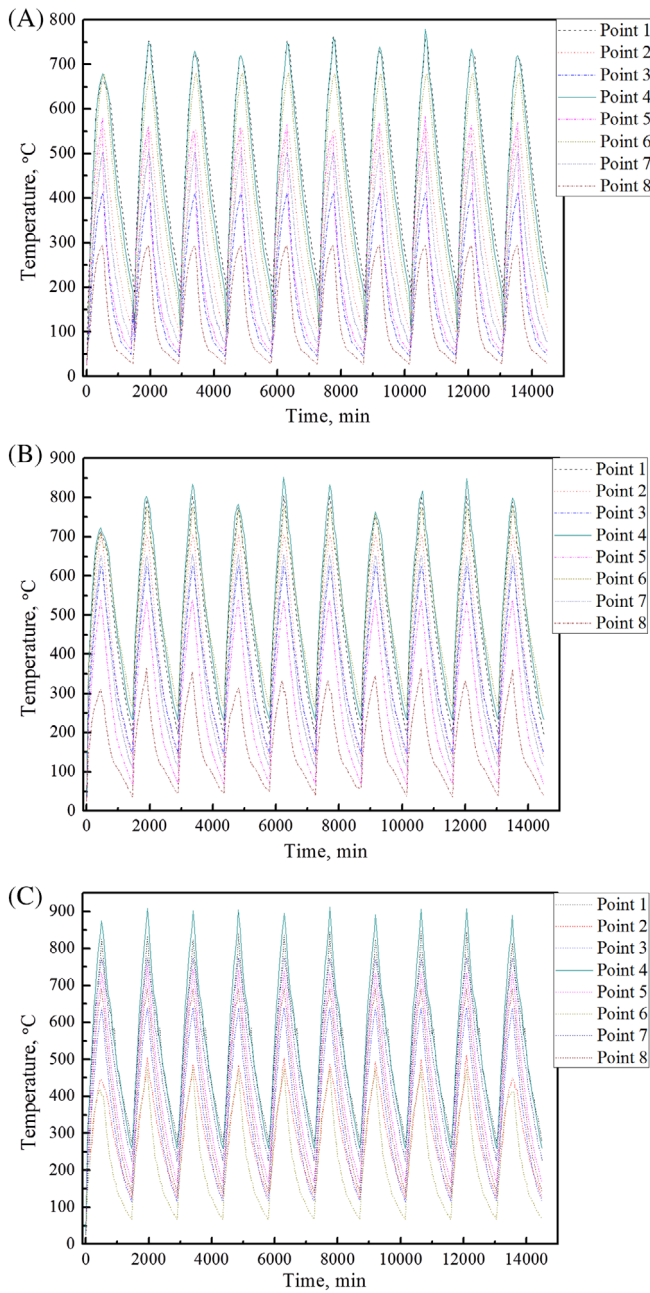 (A)
800
700
600
500
400
300
200
100
0
Temperature, °C
0 2000 4000 6000 8000 10000 12000 14000
Time, min
Point 1
Point 2
Point 3
Point 4
Point 5
Point 6
Point 7
Point 8
(B)
900
800
700
600
500
400
300
200
100
0
Temperature, °C
0 2000 4000 6000 8000 10000 12000 14000
Time, min
Point 1
Point 2
Point 3
Point 4
Point 5
Point 6
Point 7
Point 8
(C)
900
800
700
600
500
400
300
200
100
0
Temperature, °C
0 2000 4000 6000 8000 10000 12000 14000
Time, min
Point 1
Point 2
Point 3
Point 4
Point 5
Point 6
Point 7
Point 8